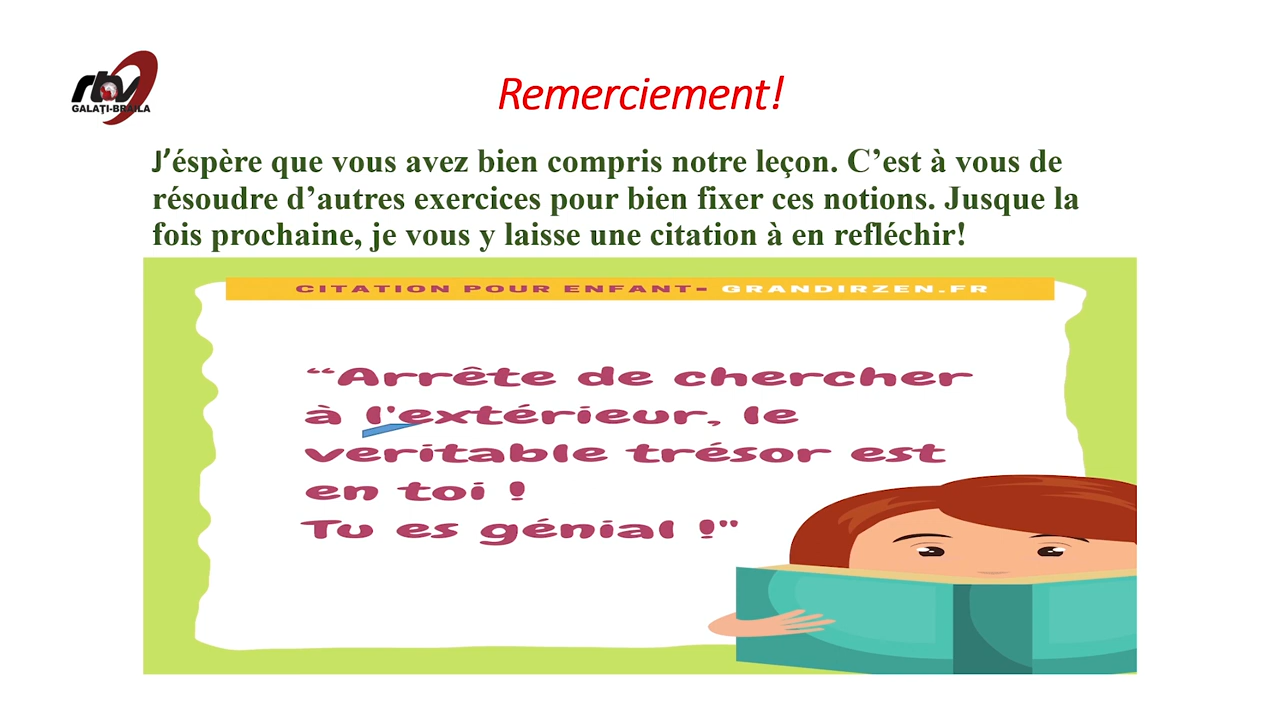 rtv
GALAŢI-BRAILA
Remerciement!
J’éspère que vous avez bien compris notre leçon. C’est à vous de
résoudre d’autres exercices pour bien fixer ces notions. Jusque la
fois prochaine, je vous y laisse une citation à en refléchir!
CITATION POUR ENFANT- GRANDIRZEN.FR
“Arrête de chercher
à l'extérieur, le
veritable trésor est
en toi !
Tu es génial !"